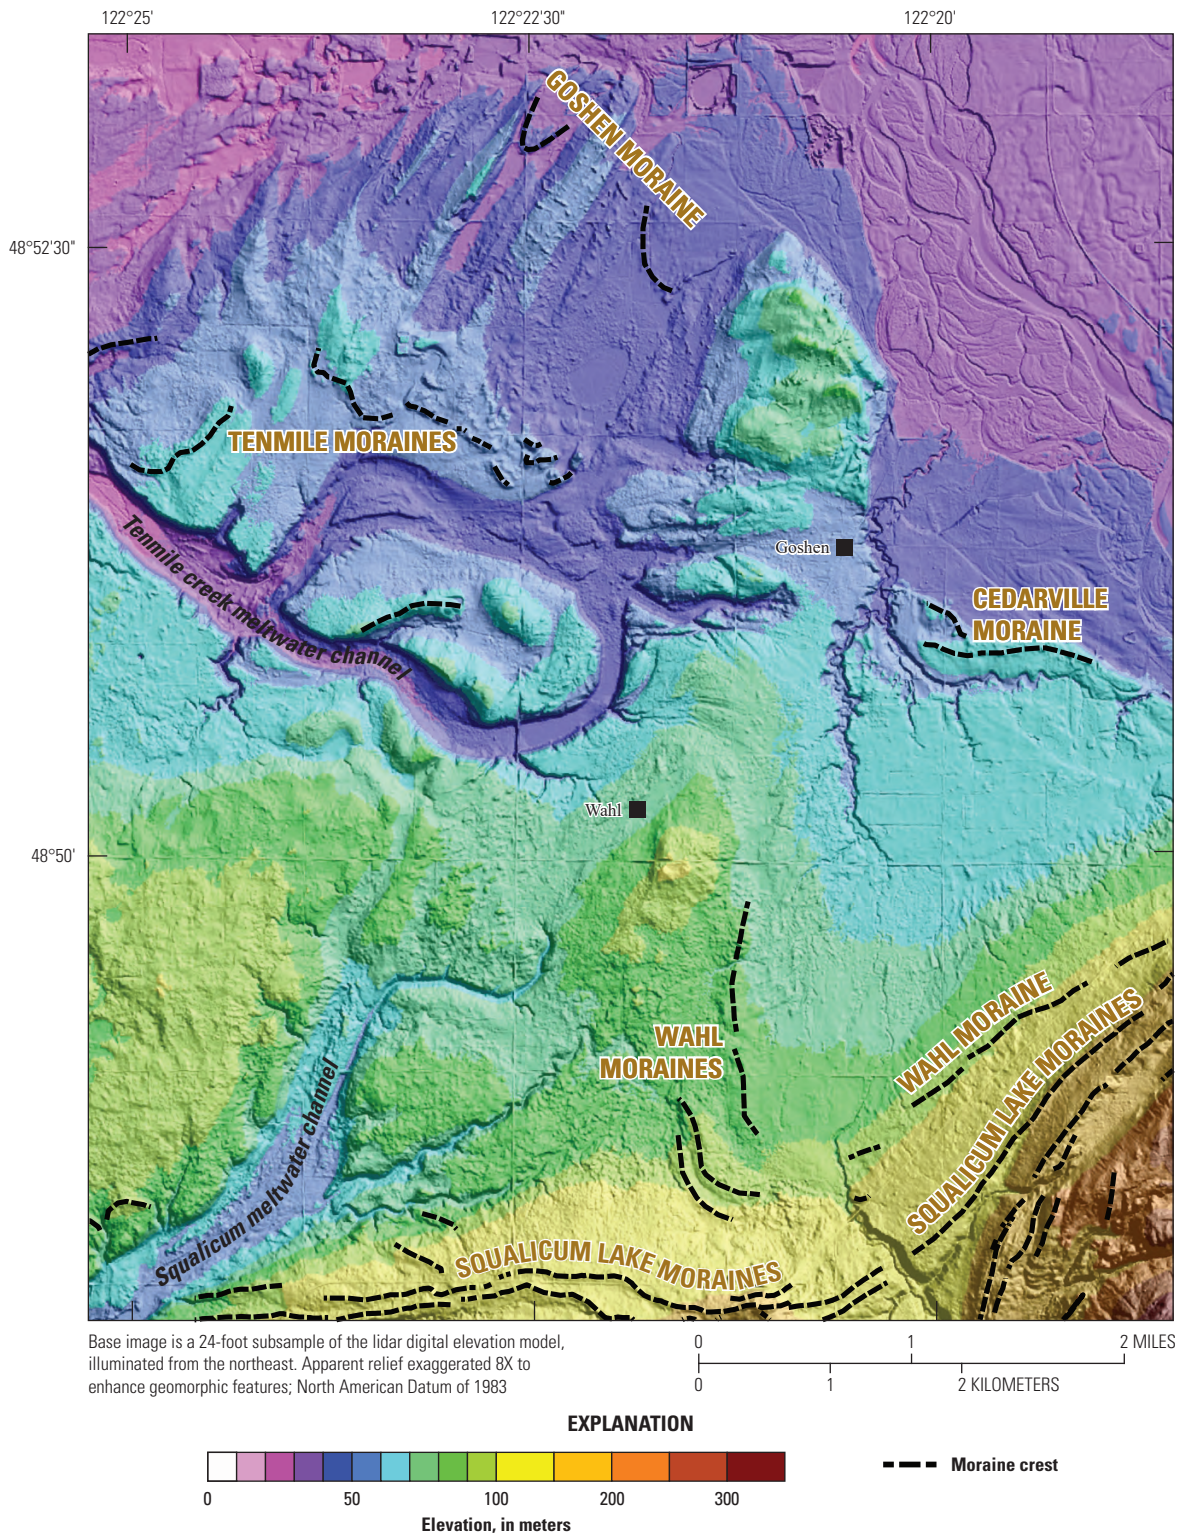 122°25'
122°22'30"
122°20'
GOSHEN MORAINE
48°52'30"
TENMILE MORAINES
Tenmile creek meltwater channel
Goshen
CEDARVILLE
MORAINE
Wahl
48°50'
WAHL
MORAINES
WAHL MORAINE
SQUALICUM LAKE MORAINES
Squalicum meltwater channel
SQUALICUM LAKE MORAINES
Base image is a 24-foot subsample of the lidar digital elevation model,
illuminated from the northeast. Apparent relief exaggerated 8X to
enhance geomorphic features; North American Datum of 1983
0 1 2 MILES
0 1 2 KILOMETERS
EXPLANATION
0 50 100 200 300
Elevation, in meters
Moraine crest